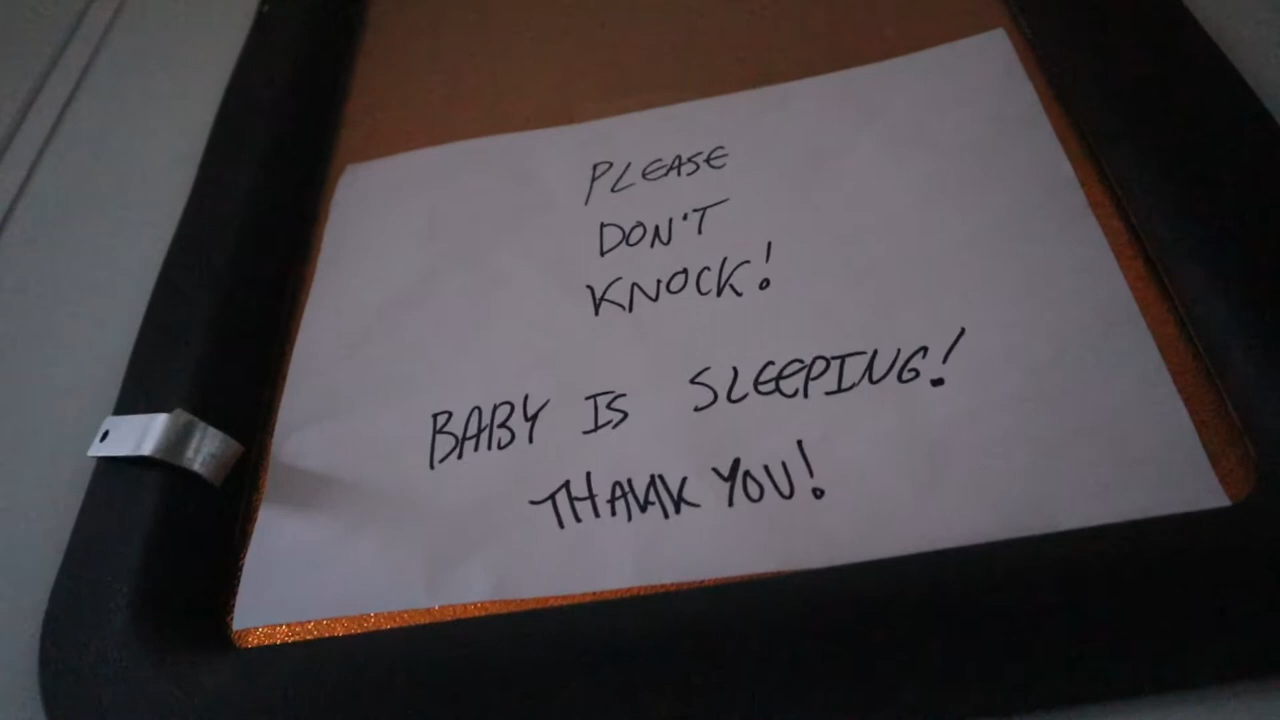 PLEASE
DON'T
KNOCK!
BABY IS SLEEPING!
THANK YOU!